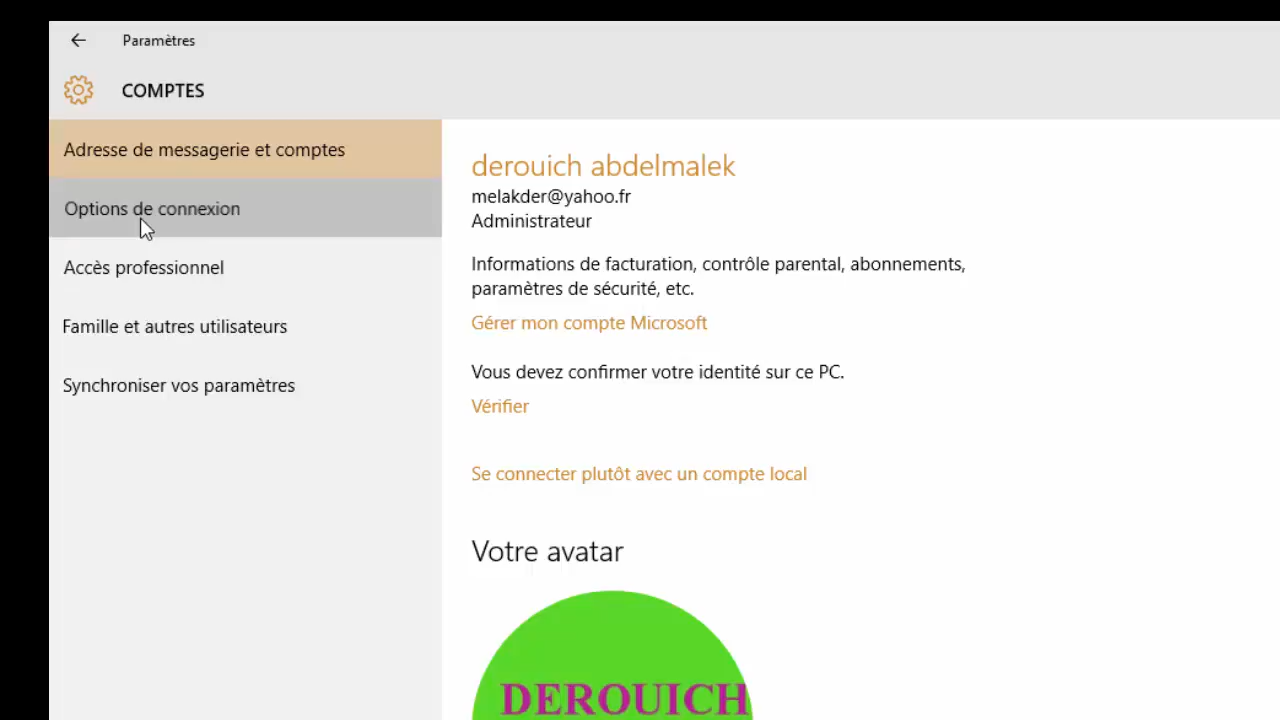 Paramètres
COMPTES
Adresse de messagerie et comptes
Options de connexion
Accès professionnel
Famille et autres utilisateurs
Synchroniser vos paramètres
derouich abdelmalek
melakder@yahoo.fr
Administrateur
Informations de facturation, contrôle parental, abonnements,
paramètres de sécurité, etc.
Gérer mon compte Microsoft
Vous devez confirmer votre identité sur ce PC.
Vérifier
Se connecter plutôt avec un compte local
Votre avatar
DEROUICH